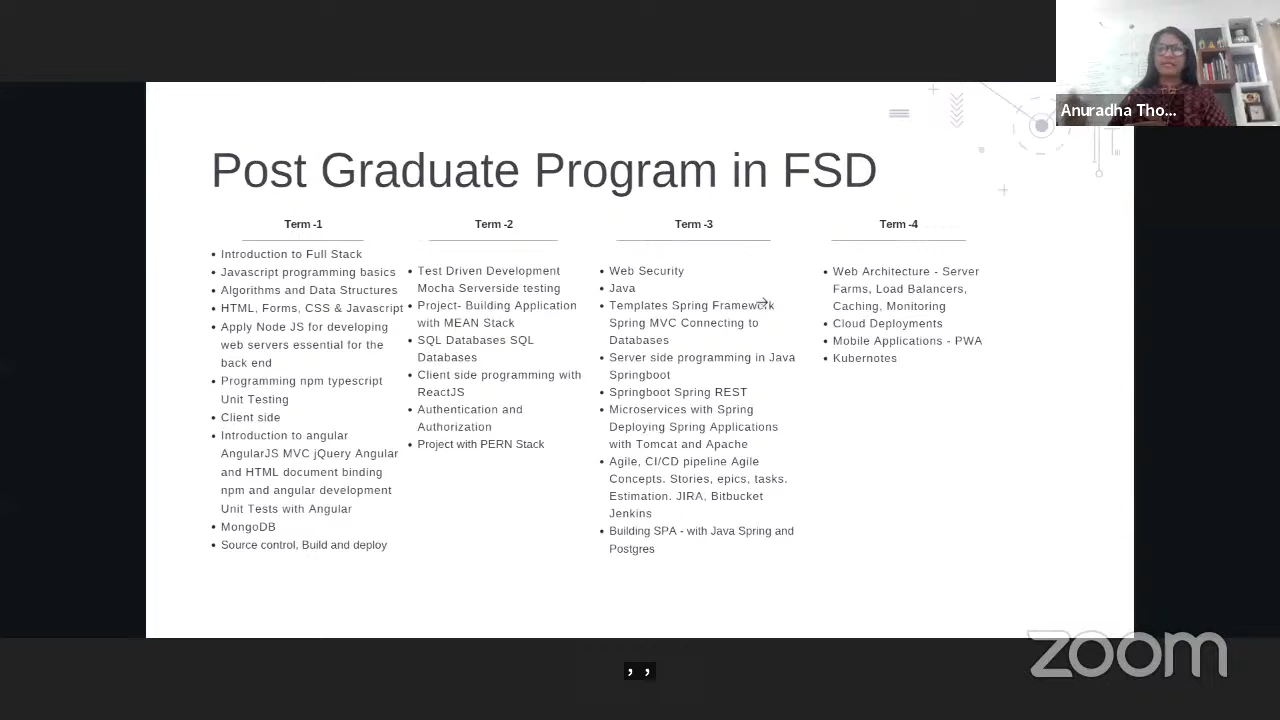 Anuradha Tho...
Post Graduate Program in FSD
Term -1
Introduction to Full Stack
Javascript programming basics
Algorithms and Data Structures
HTML, Forms, CSS & Javascript
Apply Node JS for developing
web servers essential for the
back end
Programming npm typescript
Unit Testing
Client side
Introduction to angular
AngularJS MVC jQuery Angular
and HTML document binding
npm and angular development
Unit Tests with Angular
MongoDB
Source control, Build and deploy
Term -2
Test Driven Development
Mocha Serverside testing
Project- Building Application
with MEAN Stack
SQL Databases SQL
Databases
Client side programming with
ReactJS
Authentication and
Authorization
Project with PERN Stack
Term -3
Web Security
Java
Templates Spring Framework
Spring MVC Connecting to
Databases
Server side programming in Java
Springboot
Springboot Spring REST
Microservices with Spring
Deploying Spring Applications
with Tomcat and Apache
Agile, CI/CD pipeline Agile
Concepts. Stories, epics, tasks.
Estimation. JIRA, Bitbucket
Jenkins
Building SPA - with Java Spring and
Postgres
Term -4
Web Architecture - Server
Farms, Load Balancers,
Caching, Monitoring
Cloud Deployments
Mobile Applications - PWA
Kubernotes
, ,
zoom